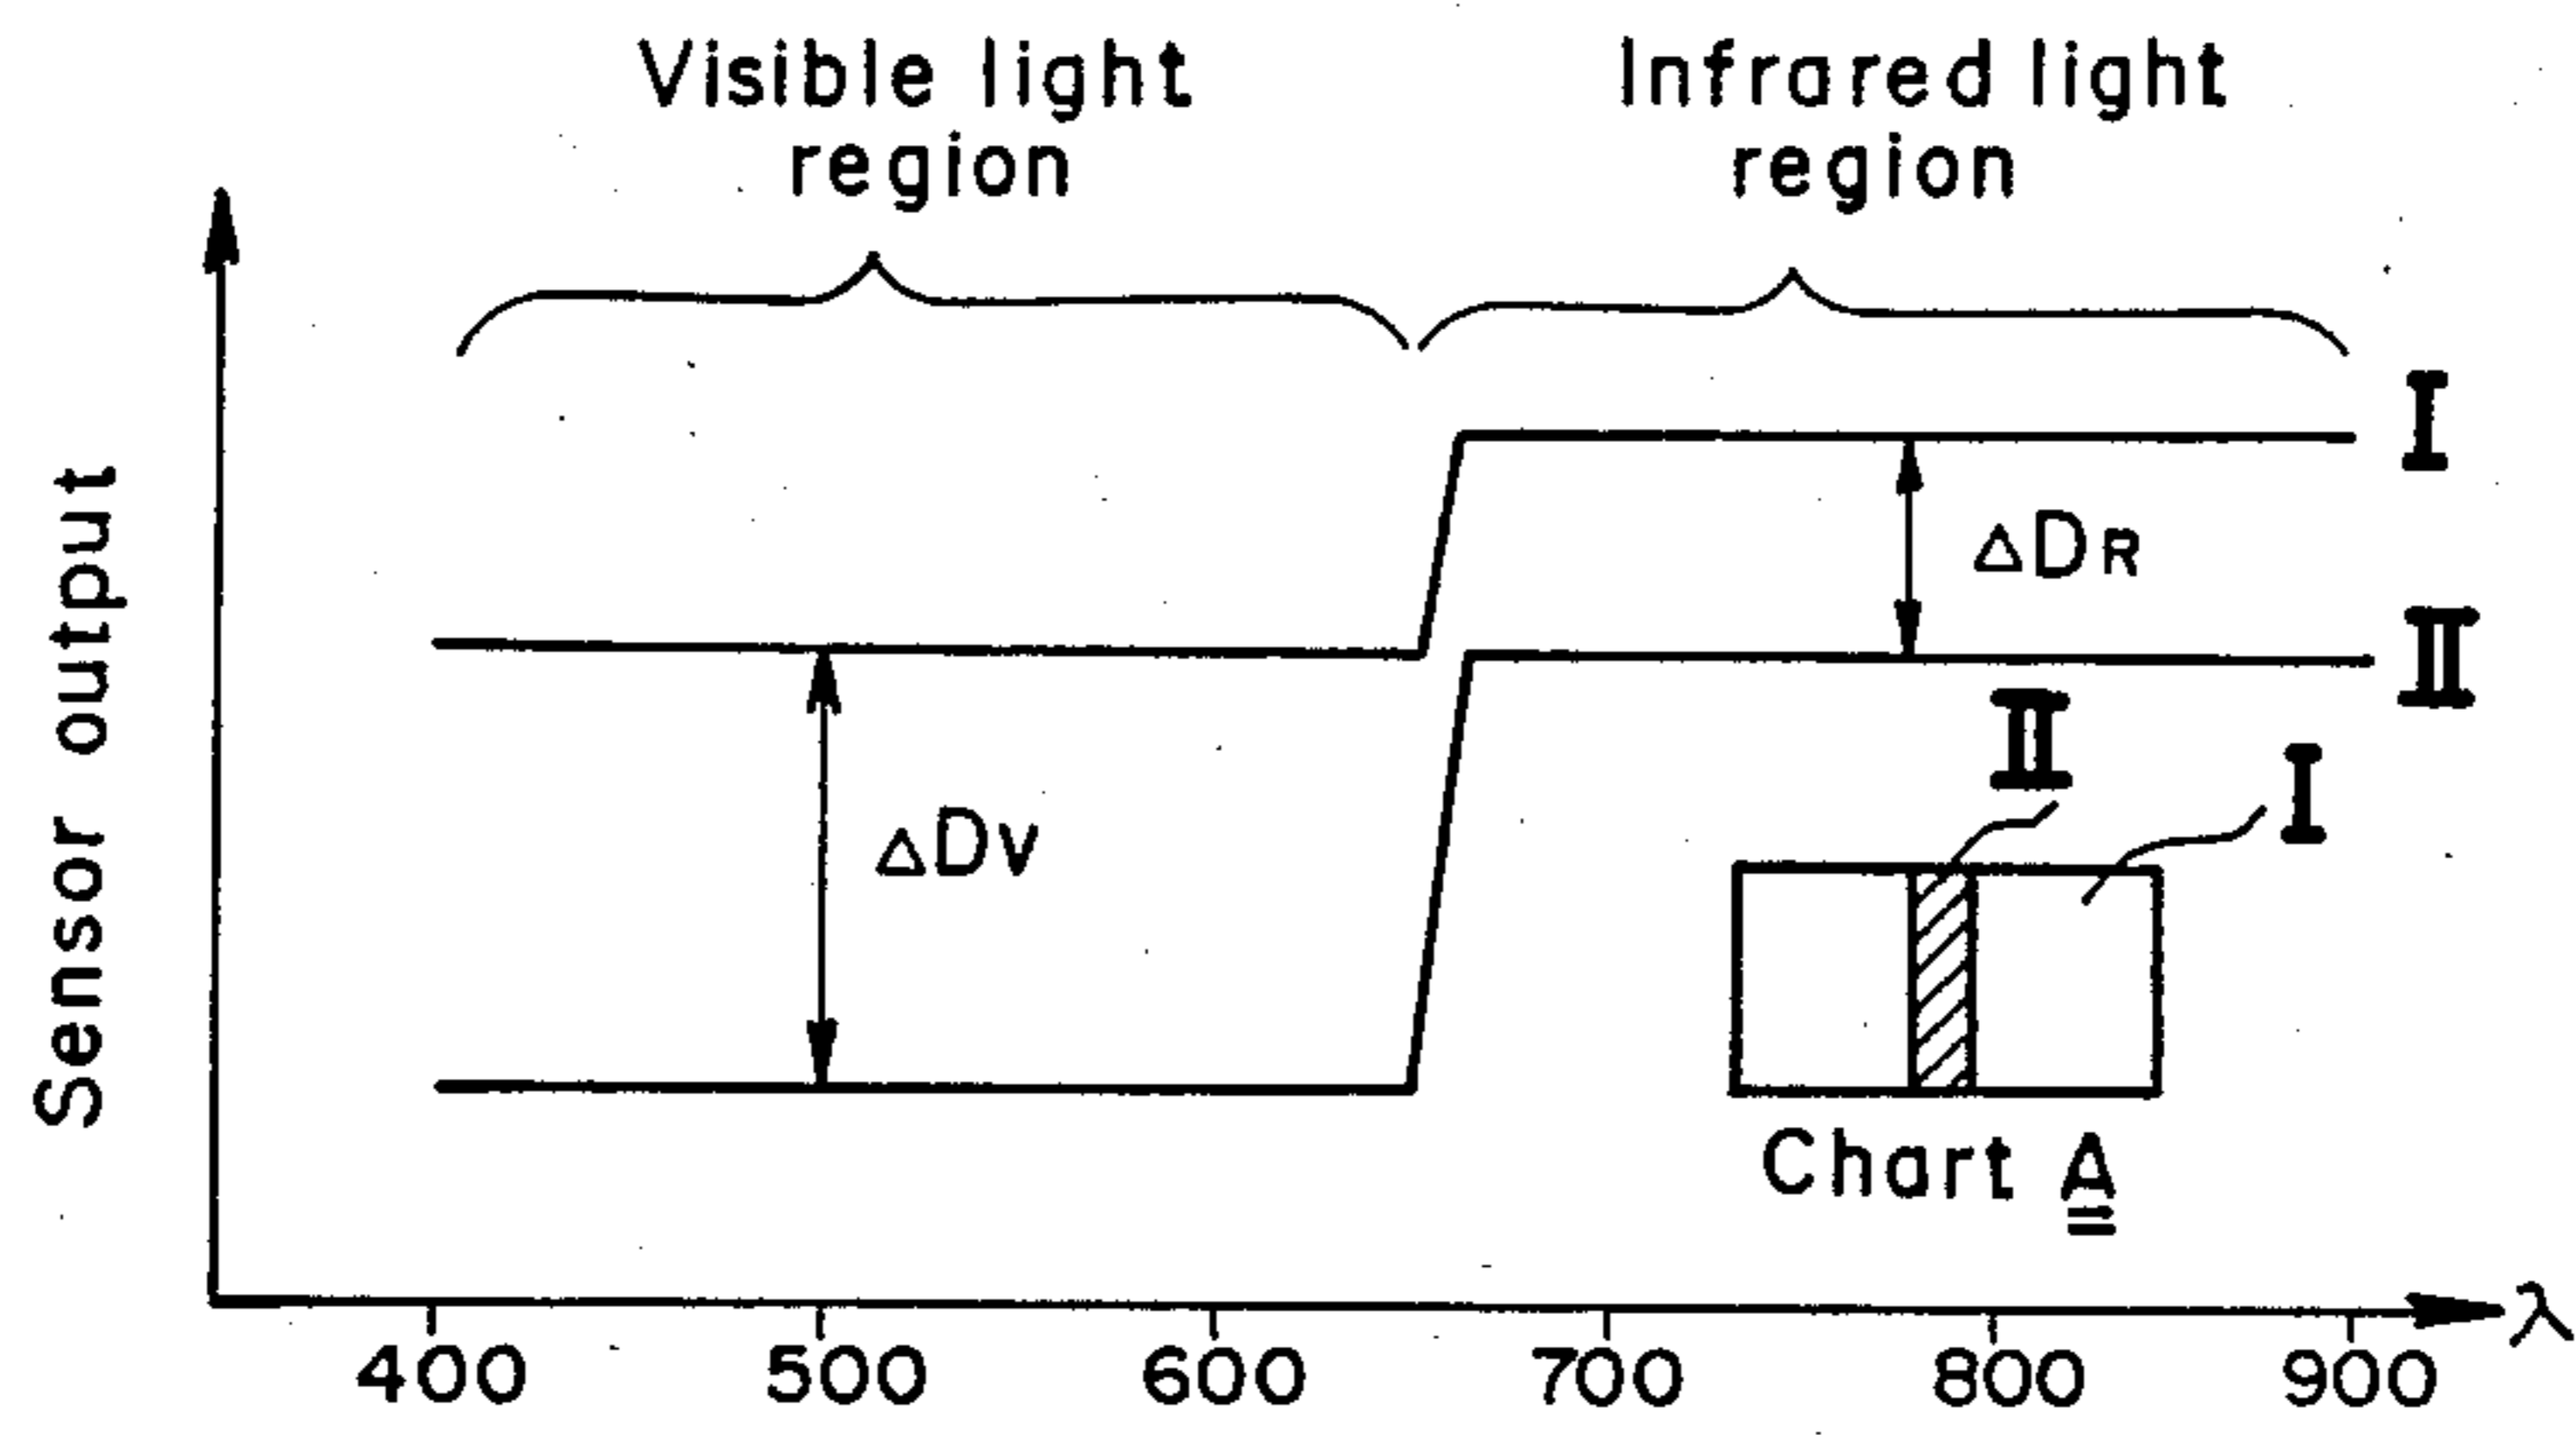 Visible light
region
Infrared light
region
Sensor output
I
ΔDR
II
ΔDV
II
I
Chart A
400 500 600 700 800 900 λ